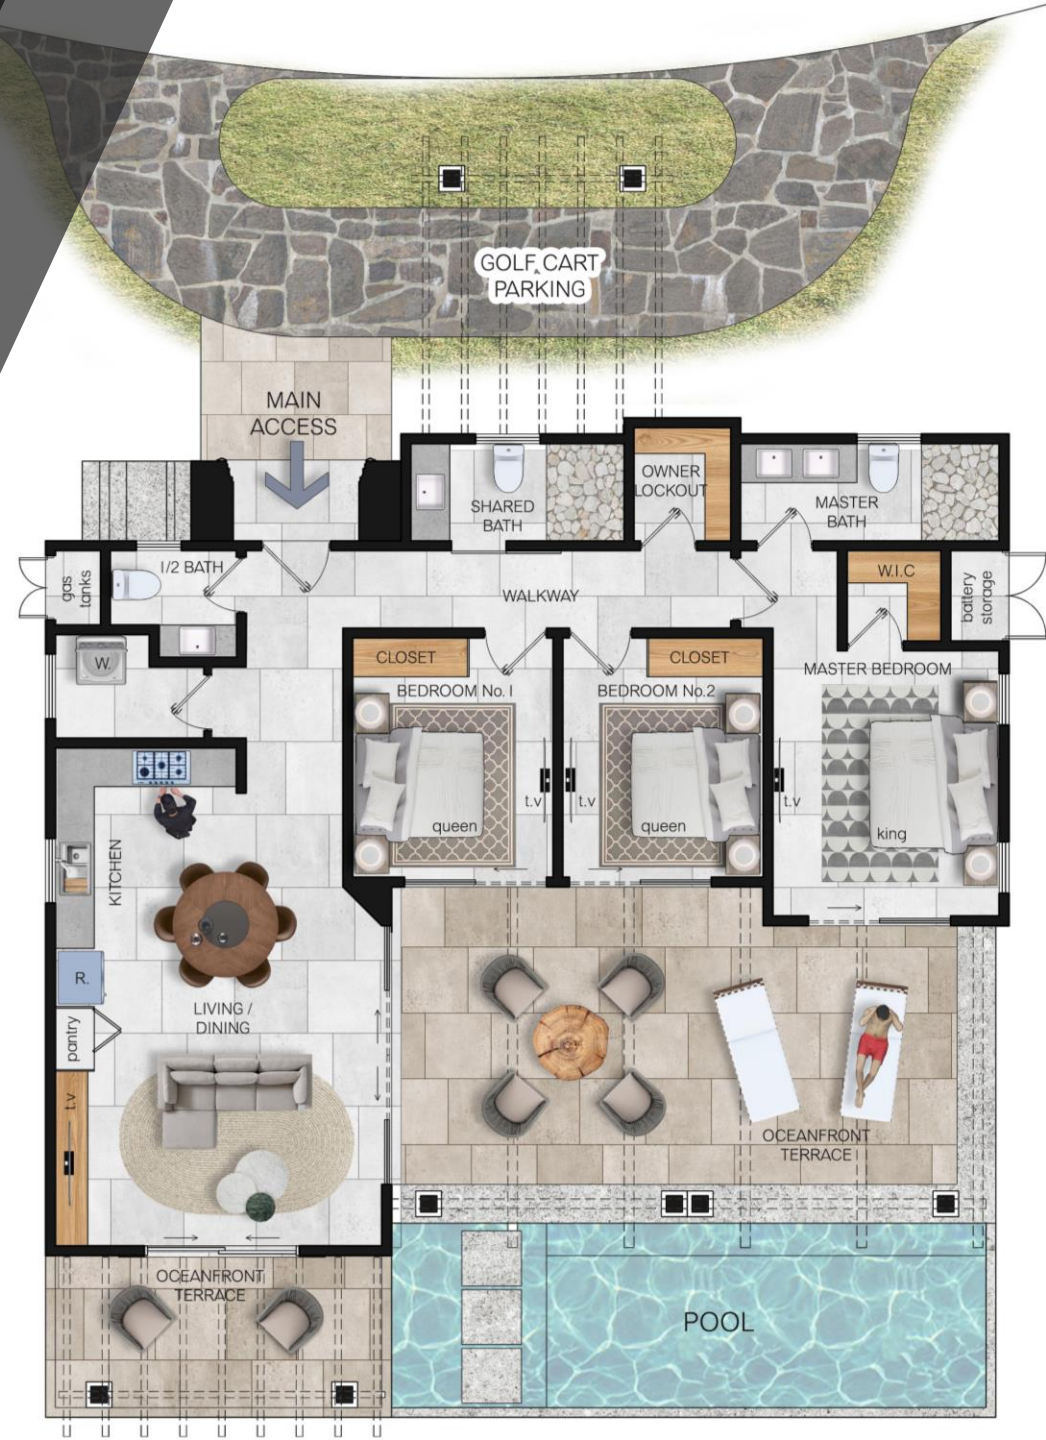 GOLF CART
PARKING
MAIN
ACCESS
SHARED
BATH
OWNER
LOCKOUT
MASTER
BATH
gas
tanks
1/2 BATH
WALKWAY
W.I.C
battery
storage
W.
CLOSET
CLOSET
BEDROOM No. 1
BEDROOM No.2
MASTER BEDROOM
t.v
t.v
t.v
queen
queen
king
KITCHEN
R.
LIVING /
DINING
pantry
t.v
OCEANFRONT
TERRACE
OCEANFRONT
TERRACE
POOL